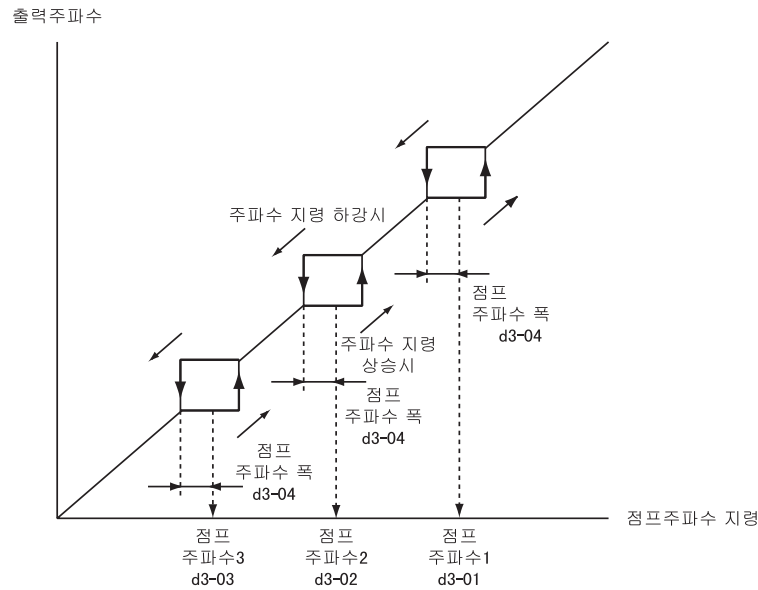 출력주파수
주파수 지령 하강시
점프
주파수 폭
d3-04
주파수 지령
상승시
점프
주파수 폭
d3-04
점프
주파수 폭
d3-04
점프주파수 지령
점프
주파수3
d3-03
점프
주파수2
d3-02
점프
주파수1
d3-01